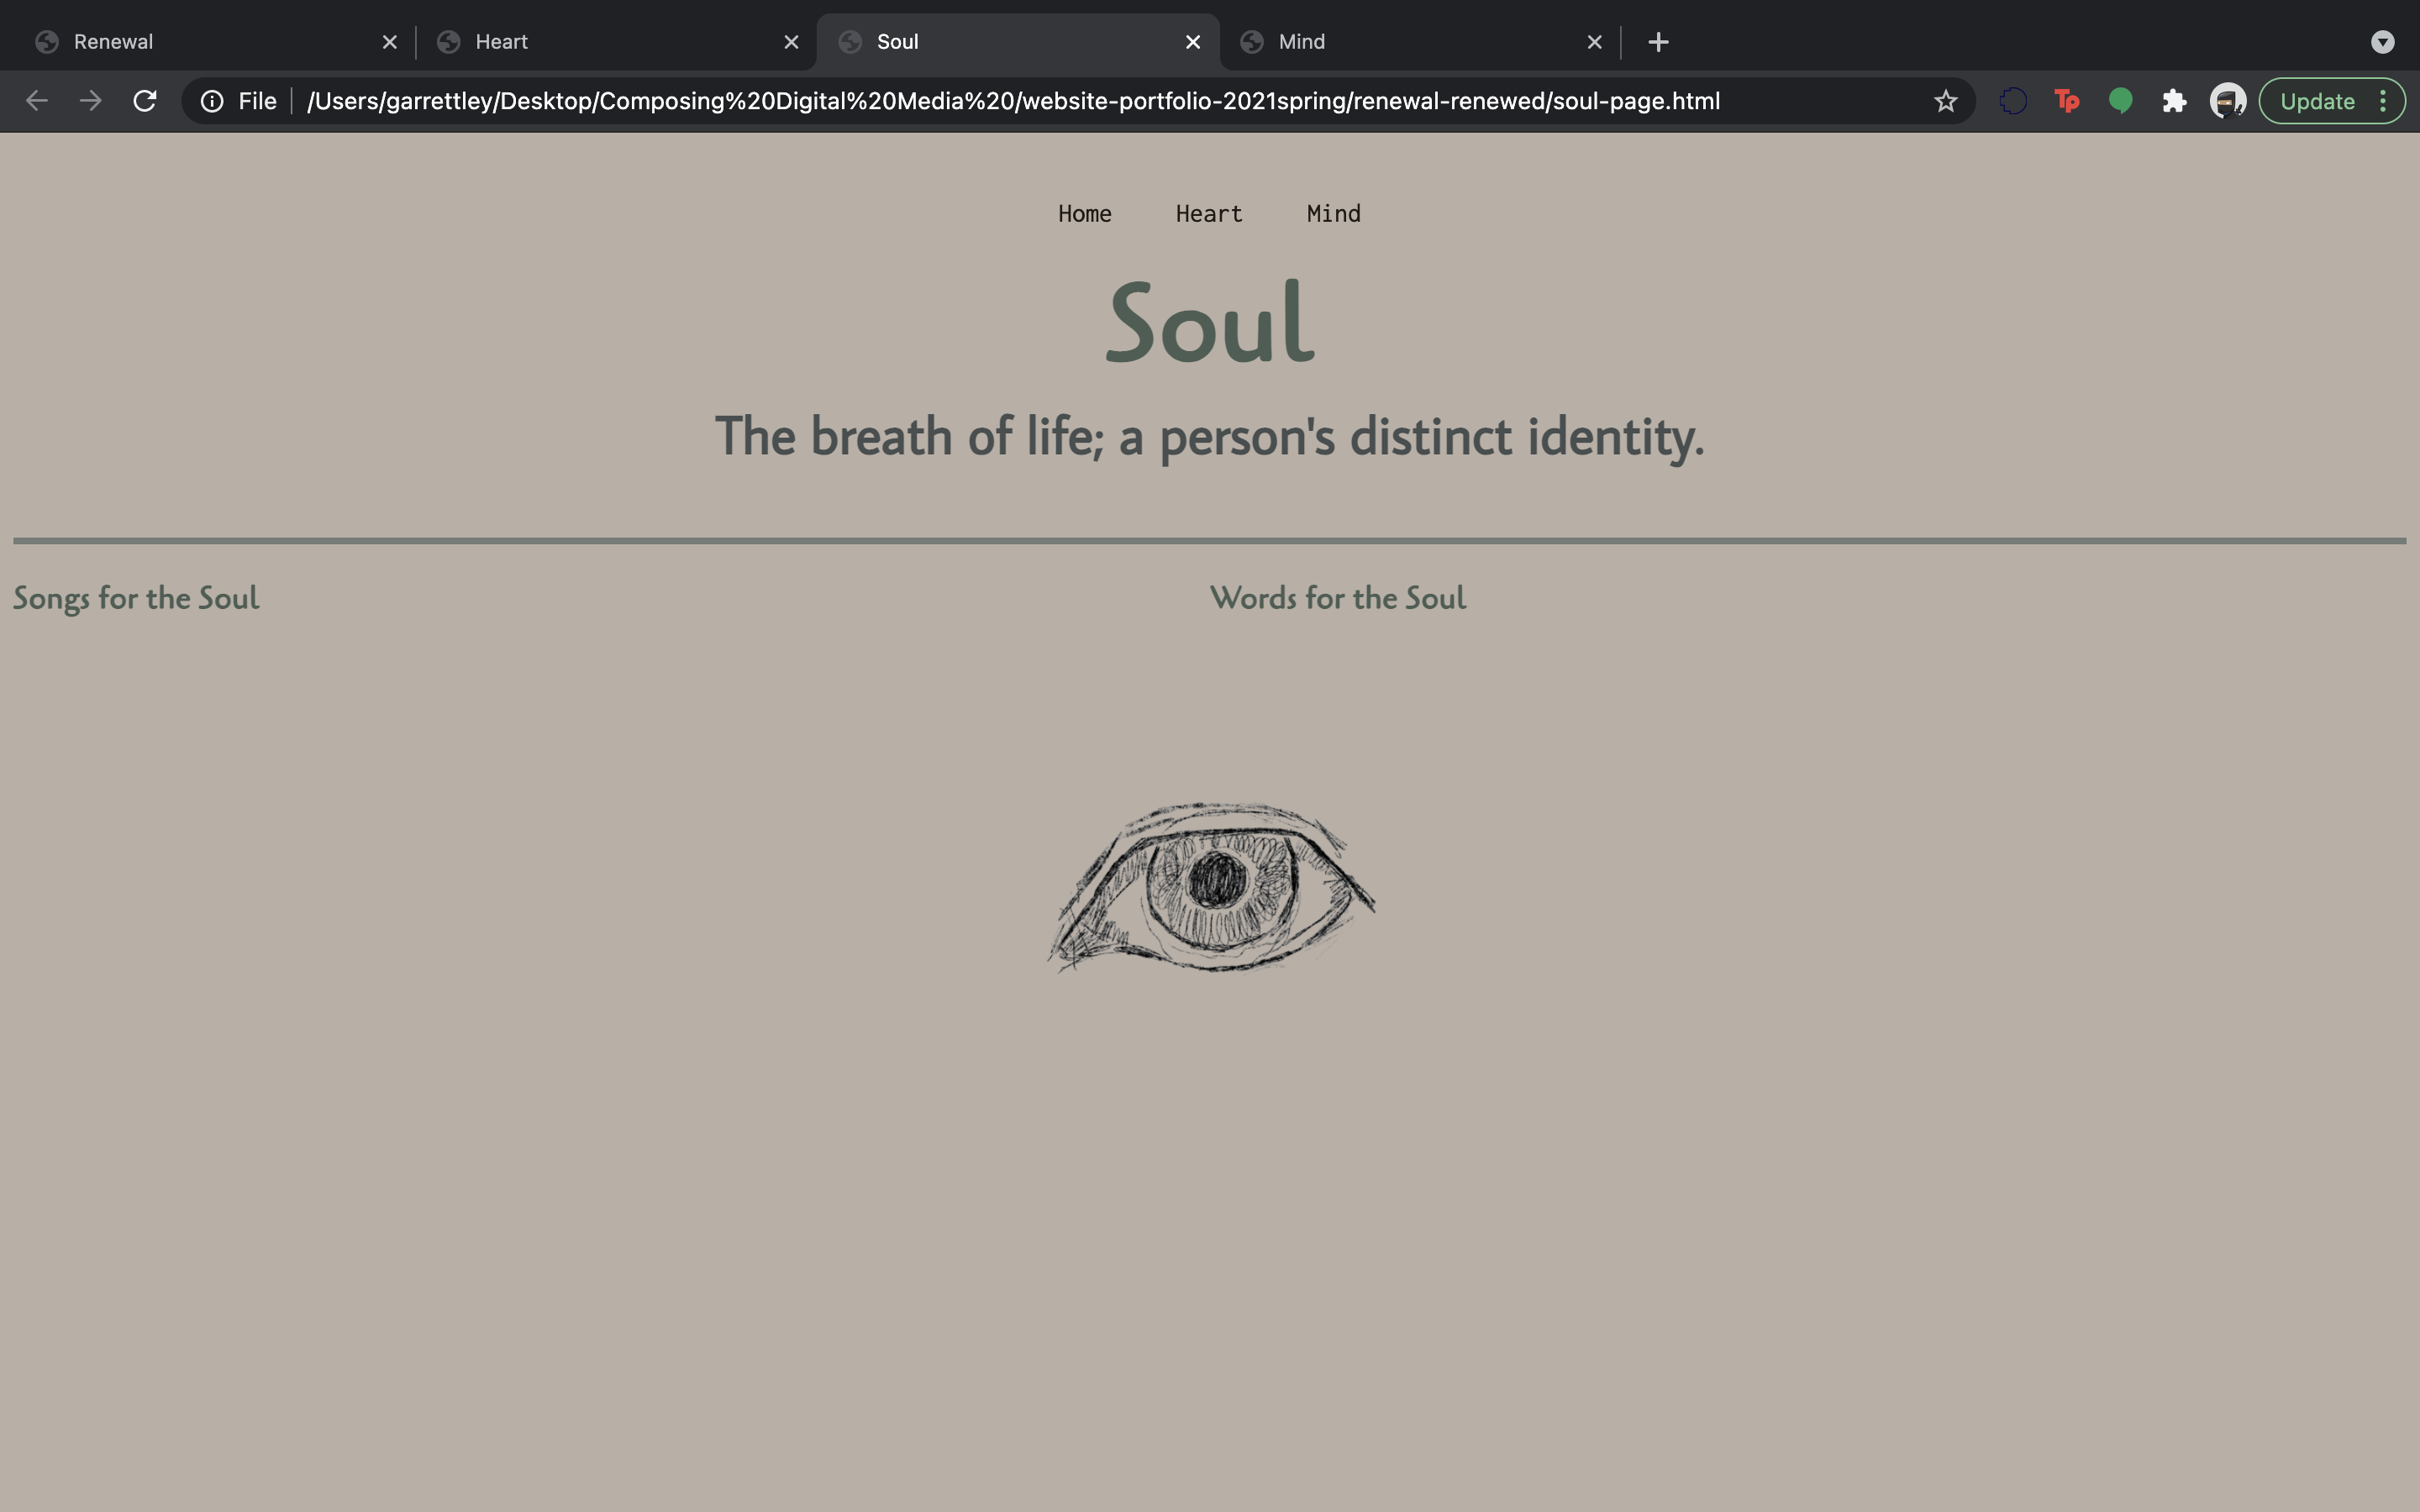 Renewal
Heart
Soul
Mind
File /Users/garrettley/Desktop/Composing%20Digital%20Media%20/website-portfolio-2021spring/renewal-renewed/soul-page.html
Tp
Update
Home Heart Mind
Soul
The breath of life; a person's distinct identity.
Songs for the Soul
Words for the Soul